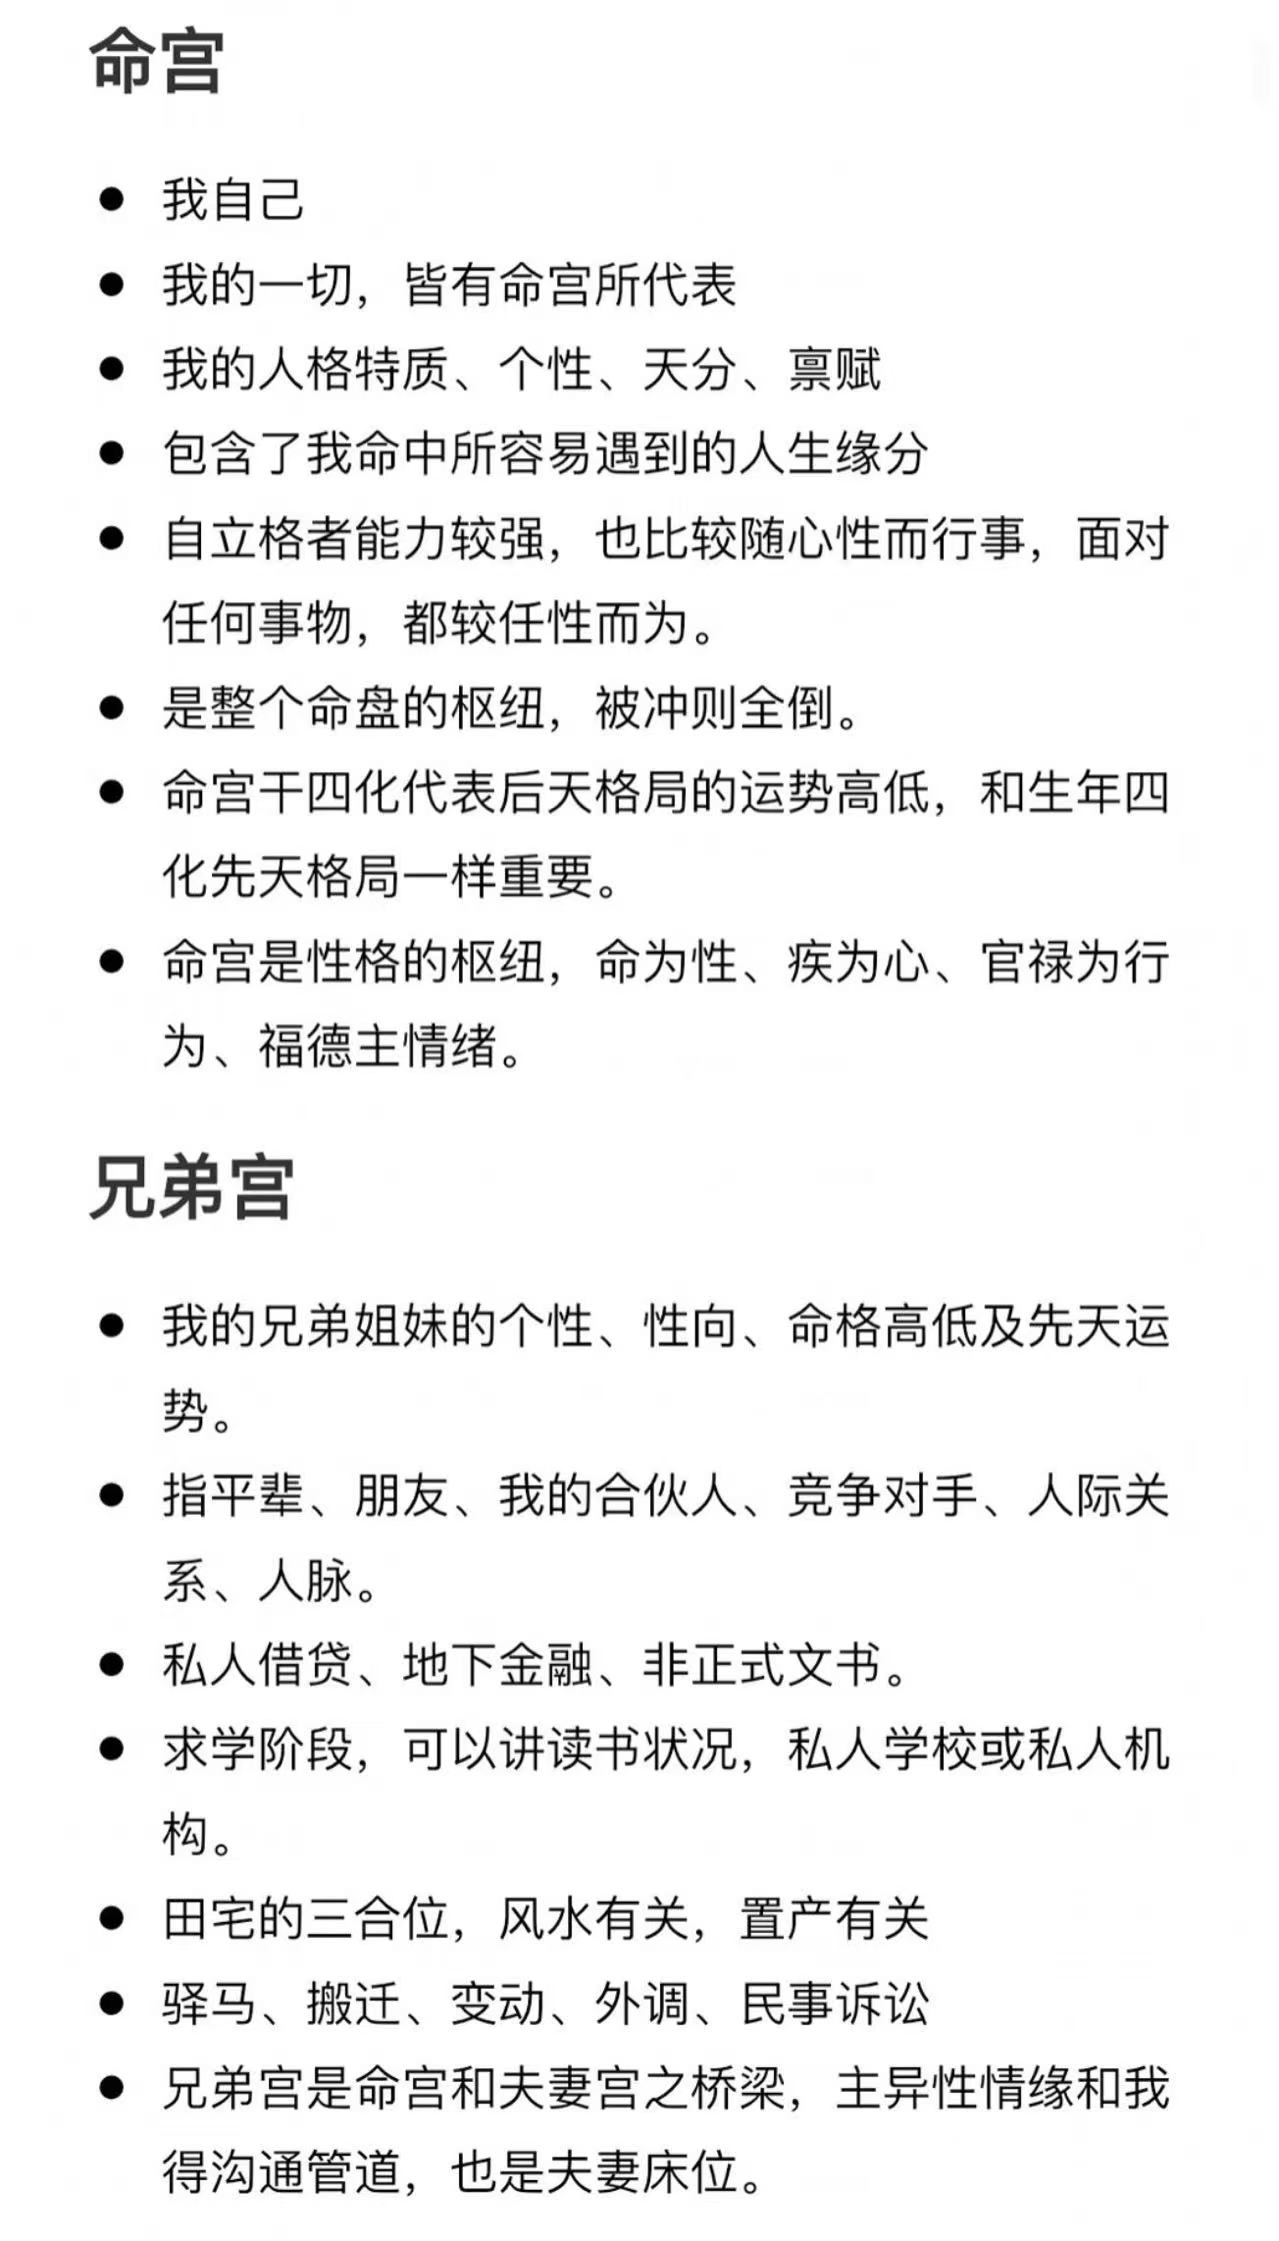 命宫
● 我自己
● 我的一切，皆有命宫所代表
● 我的人格特质、个性、天分、禀赋
● 包含了我命中所容易遇到的人生缘分
● 自立格者能力较强，也比较随心性而行事，面对
任何事物，都较任性而为。
● 是整个命盘的枢纽，被冲则全倒。
● 命宫干四化代表后天格局的运势高低，和生年四
化先天格局一样重要。
● 命宫是性格的枢纽，命为性、疾为心、官禄为行
为、福德主情绪。
兄弟宫
● 我的兄弟姐妹的个性、性向、命格高低及先天运
势。
● 指平辈、朋友、我的合伙人、竞争对手、人际关
系、人脉。
● 私人借贷、地下金融、非正式文书。
● 求学阶段，可以讲读书状况，私人学校或私人机
构。
● 田宅的三合位，风水有关，置产有关
● 驿马、搬迁、变动、外调、民事诉讼
● 兄弟宫是命宫和夫妻宫之桥梁，主异性情缘和我
得沟通管道，也是夫妻床位。